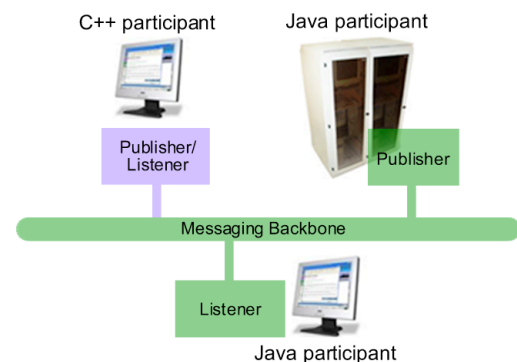 C++ participant
Java participant
Publisher/
Listener
Publisher
Messaging Backbone
Listener
Java participant